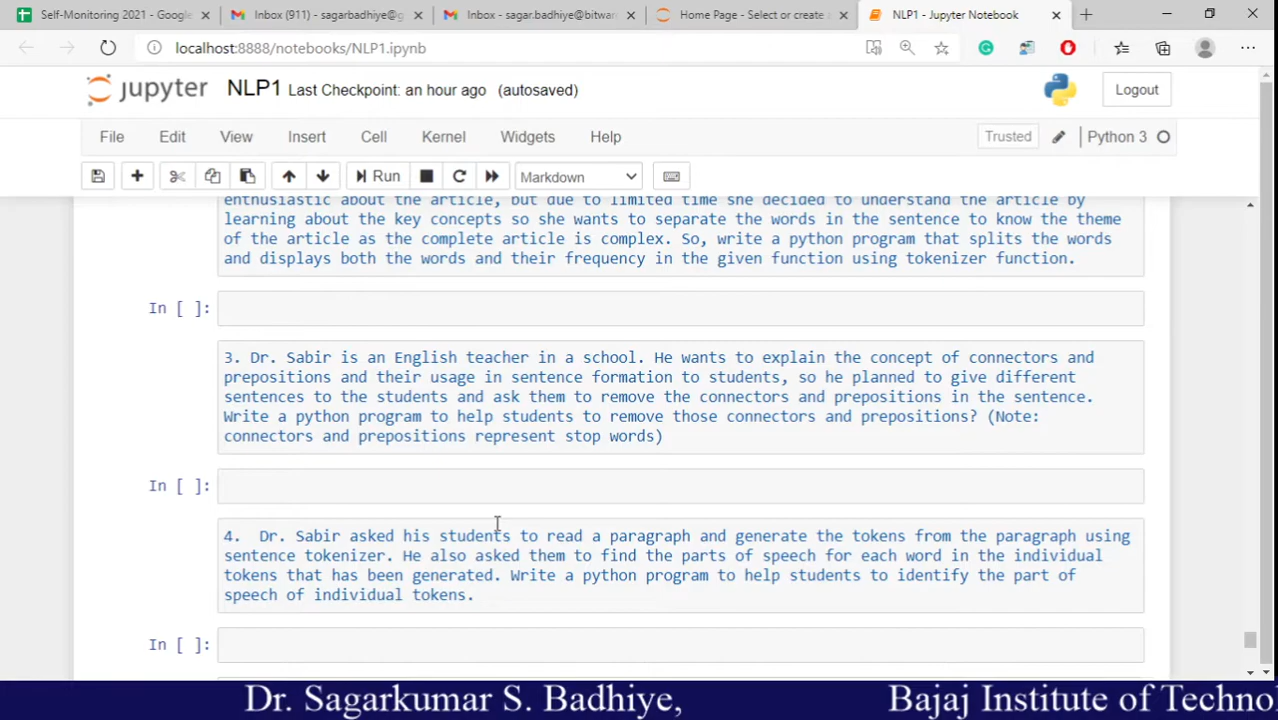 Self-Monitoring 2021 - Google
Inbox (911) - sagarbadhiye@g
Inbox - sagar.badhiye@bitwar
Home Page - Select or create a
NLP1 - Jupyter Notebook
localhost:8888/notebooks/NLP1.ipynb
jupyter NLP1 Last Checkpoint: an hour ago (autosaved)
Logout
File Edit View Insert Cell Kernel Widgets Help
Trusted Python 3
Run Markdown
enthusiastic about the article, but due to limited time she decided to understand the article by
learning about the key concepts so she wants to separate the words in the sentence to know the theme
of the article as the complete article is complex. So, write a python program that splits the words
and displays both the words and their frequency in the given function using tokenizer function.
In [ ]:
3. Dr. Sabir is an English teacher in a school. He wants to explain the concept of connectors and
prepositions and their usage in sentence formation to students, so he planned to give different
sentences to the students and ask them to remove the connectors and prepositions in the sentence.
Write a python program to help students to remove those connectors and prepositions? (Note:
connectors and prepositions represent stop words)
In [ ]:
4. Dr. Sabir asked his students to read a paragraph and generate the tokens from the paragraph using
sentence tokenizer. He also asked them to find the parts of speech for each word in the individual
tokens that has been generated. Write a python program to help students to identify the part of
speech of individual tokens.
In [ ]:
Dr. Sagarkumar S. Badhiye, Bajaj Institute of Techno